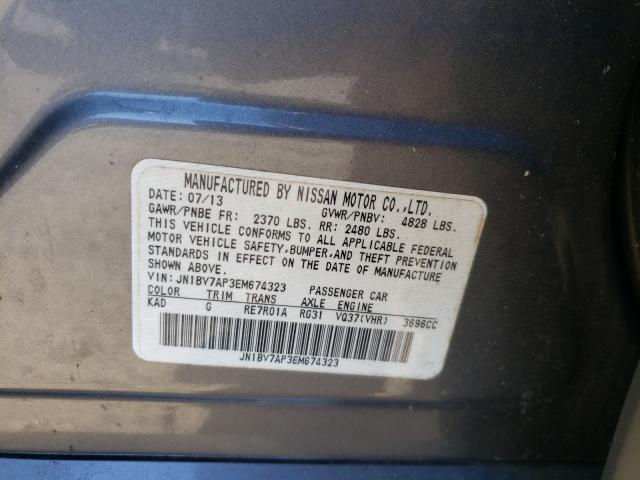 MANUFACTURED BY NISSAN MOTOR CO.,LTD.
DATE: 07/13 GVWR/PNBV: 4828 LBS.
GAWR/PNBE FR: 2370 LBS. RR: 2480 LBS.
THIS VEHICLE CONFORMS TO ALL APPLICABLE FEDERAL
MOTOR VEHICLE SAFETY,BUMPER,AND THEFT PREVENTION
STANDARDS IN EFFECT ON THE DATE OF MANUFACTURE
SHOWN ABOVE.
VIN: JN1BV7AP3EM674323 PASSENGER CAR
COLOR TRIM TRANS AXLE ENGINE
KAD G RE7R01A RG31 VQ37(VHR) 3696CC
JN1BV7AP3EM674323